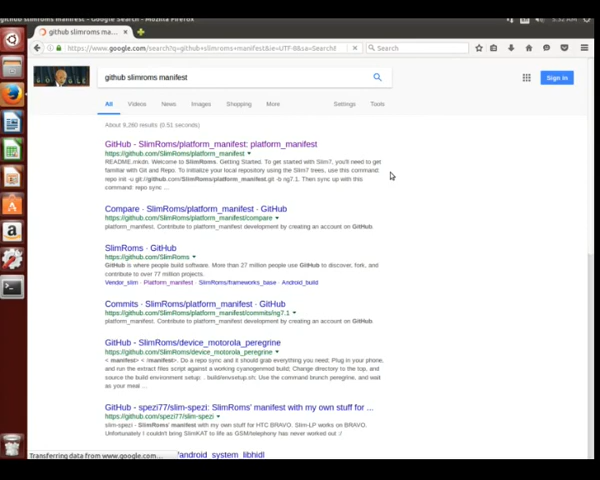 github slimroms manifest - Google Search - Mozilla Firefox
5:32 AM
github slimroms ma...
https://www.google.com/search?q=github+slimroms+manifest&ie=UTF-8&sa=Search
github slimroms manifest
Sign in
All Videos News Images Shopping More Settings Tools
About 9,260 results (0.51 seconds)
GitHub - SlimRoms/platform_manifest: platform_manifest
https://github.com/SlimRoms/platform_manifest
README.mkdn. Welcome to SlimRoms. Getting Started. To get started with Slim7, you'll need to get
familiar with Git and Repo. To initialize your local repository using the Slim7 trees, use this command:
repo init -u git://github.com/SlimRoms/platform_manifest.git -b ng7.1. Then sync up with this
command: repo sync ...
Compare - SlimRoms/platform_manifest · GitHub
https://github.com/SlimRoms/platform_manifest/compare
platform_manifest. Contribute to platform_manifest development by creating an account on GitHub
SlimRoms · GitHub
https://github.com/SlimRoms
GitHub is where people build software. More than 27 million people use GitHub to discover, fork, and
contribute to over 77 million projects.
Vendor_slim · Platform_manifest · SlimRoms/frameworks_base · Android_build
Commits · SlimRoms/platform_manifest · GitHub
https://github.com/SlimRoms/platform_manifest/commits/ng7.1
platform_manifest. Contribute to platform_manifest development by creating an account on GitHub
GitHub - SlimRoms/device_motorola_peregrine
https://github.com/SlimRoms/device_motorola_peregrine
< manifest> < /manifest>. Do a repo sync and it should grab everything you need; Plug in your phone,
and run the extract files script against a working cyanogenmod build. Change directory to the top, and
source the build environment setup: . build/envsetup.sh; Use the command brunch peregrine, and wait
as your meal ...
GitHub - spezi77/slim-spezi: SlimRoms' manifest with my own stuff for ...
https://github.com/spezi77/slim-spezi
slim-spezi - SlimRoms' manifest with my own stuff for HTC BRAVO. Slim-LP works on BRAVO.
Unfortunately I couldn't bring SlimKAT to life as GSM/telephony has never worked out :/
/android_system_libhidl
Transferring data from www.google.com...